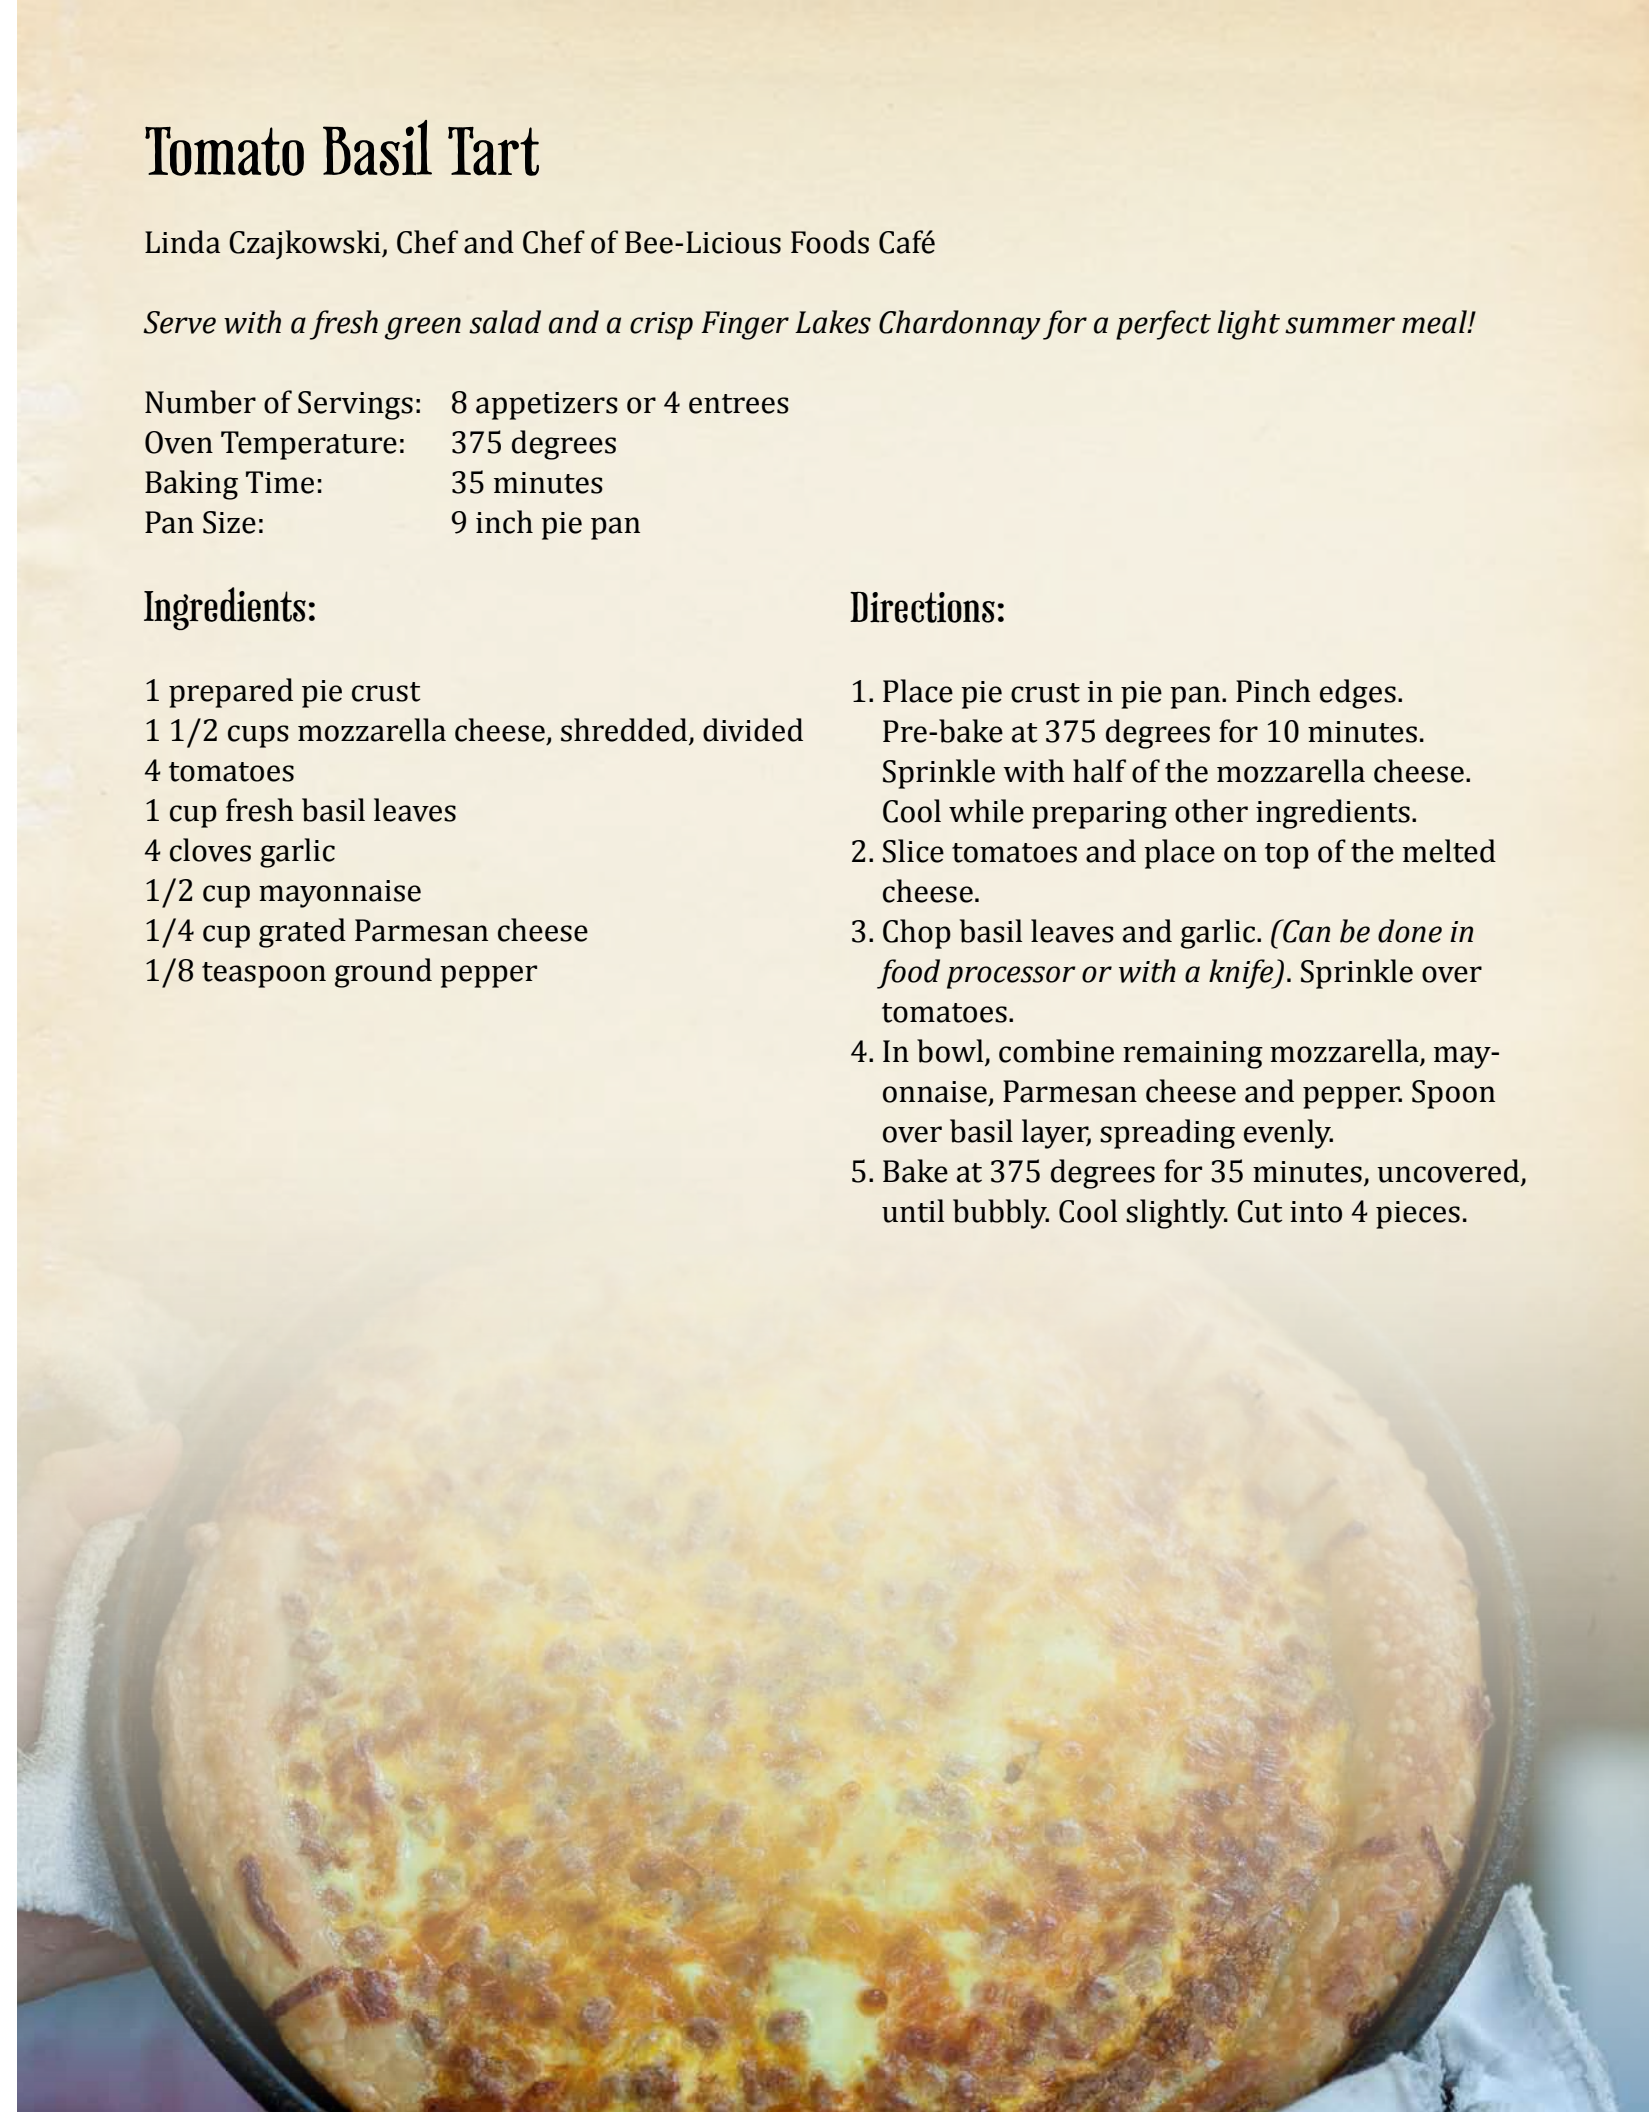 Tomato Basil Tart
Linda Czajkowski, Chef and Chef of Bee-Licious Foods Café
Serve with a fresh green salad and a crisp Finger Lakes Chardonnay for a perfect light summer meal!
Number of Servings: 8 appetizers or 4 entrees
Oven Temperature: 375 degrees
Baking Time: 35 minutes
Pan Size: 9 inch pie pan
Ingredients:
1 prepared pie crust
1 1/2 cups mozzarella cheese, shredded, divided
4 tomatoes
1 cup fresh basil leaves
4 cloves garlic
1/2 cup mayonnaise
1/4 cup grated Parmesan cheese
1/8 teaspoon ground pepper
Directions:
1. Place pie crust in pie pan. Pinch edges.
Pre-bake at 375 degrees for 10 minutes.
Sprinkle with half of the mozzarella cheese.
Cool while preparing other ingredients.
2. Slice tomatoes and place on top of the melted
cheese.
3. Chop basil leaves and garlic. (Can be done in
food processor or with a knife). Sprinkle over
tomatoes.
4. In bowl, combine remaining mozzarella, may-
onnaise, Parmesan cheese and pepper. Spoon
over basil layer, spreading evenly.
5. Bake at 375 degrees for 35 minutes, uncovered,
until bubbly. Cool slightly. Cut into 4 pieces.